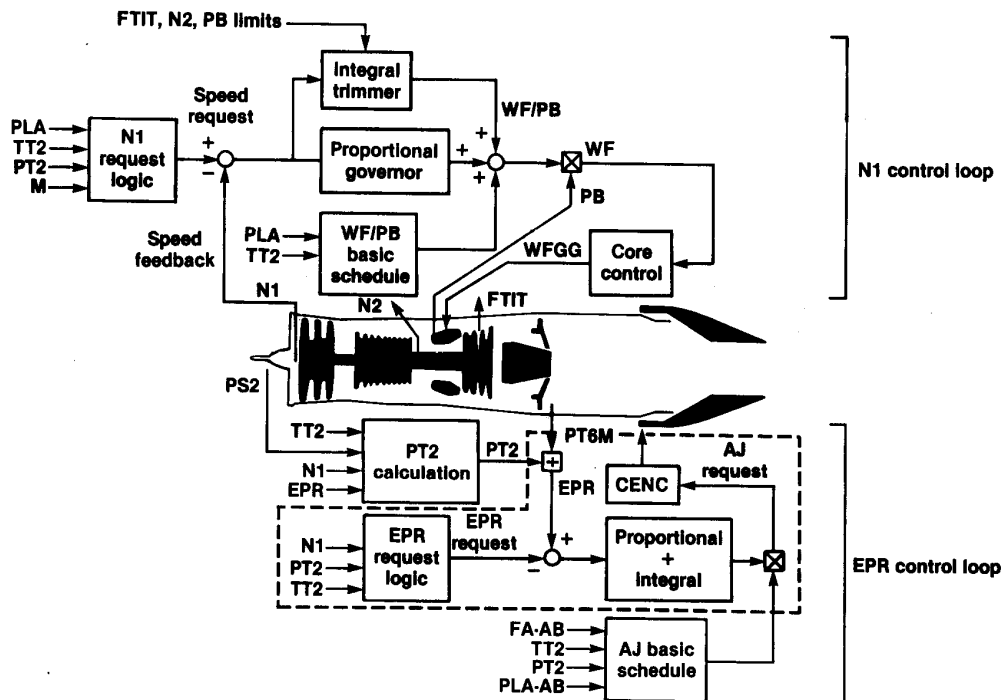 FTIT, N2, PB limits
Integral
trimmer
Speed
request
WF/PB
PLA
TT2
PT2
M
N1
request
logic
+
−
Proportional
governor
+
+
+
WF
PB
N1 control loop
Speed
feedback
PLA
TT2
WF/PB
basic
schedule
WFGG
Core
control
N1
N2
FTIT
PS2
TT2
N1
EPR
PT2
calculation
PT2
PT6M
+
EPR
CENC
AJ
request
N1
PT2
TT2
EPR
request
logic
EPR
request
−
+
Proportional
+
integral
EPR control loop
FA-AB
TT2
PT2
PLA-AB
AJ basic
schedule